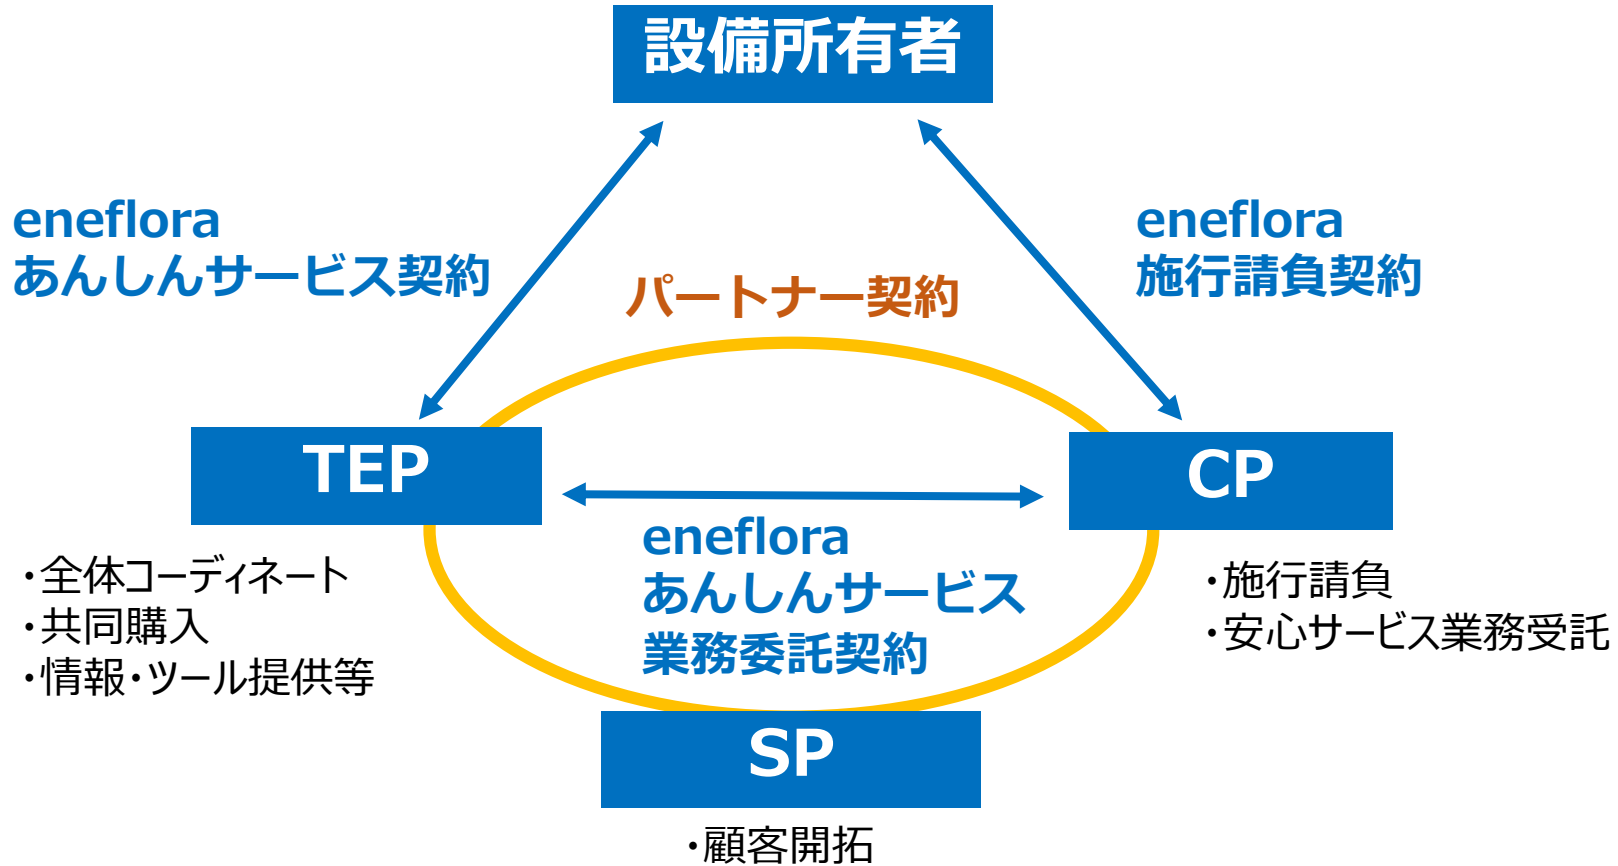 設備所有者
eneflora
あんしんサービス契約
eneflora
施行請負契約
パートナー契約
TEP
CP
eneflora
あんしんサービス
業務委託契約
・全体コーディネート
・共同購入
・情報・ツール提供等
・施行請負
・安心サービス業務受託
SP
・顧客開拓